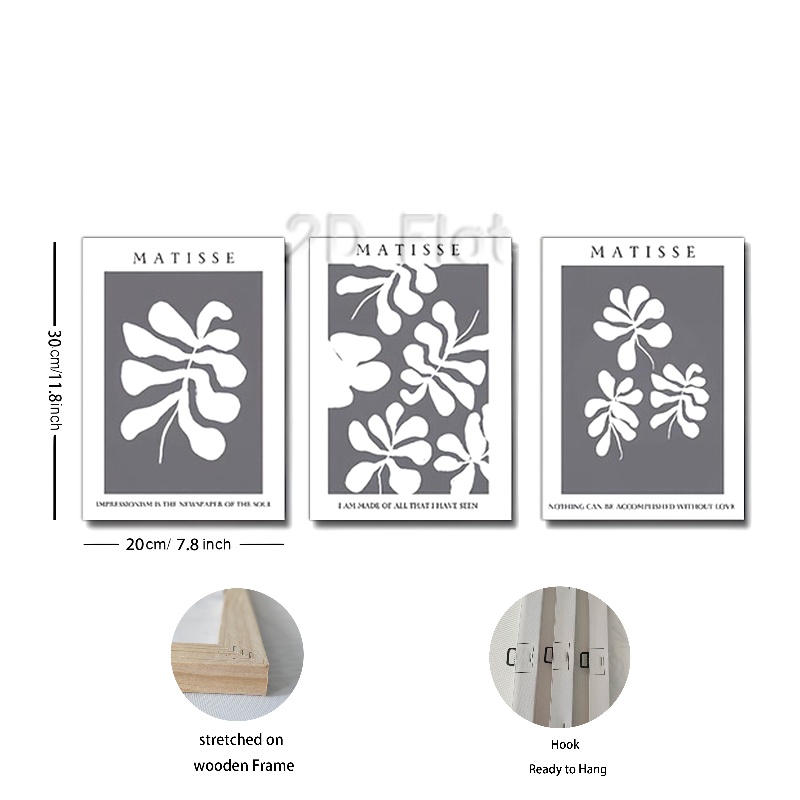 2D Flat
MATISSE
MATISSE
MATISSE
30cm/11.8inch
IMPRESSIONISM IS THE NEWSPAPER OF THE SOUL
I AM MADE OF ALL THAT I HAVE SEEN
NOTHING CAN BE ACCOMPLISHED WITHOUT LOVE
20cm/ 7.8 inch
stretched on
wooden Frame
Hook
Ready to Hang